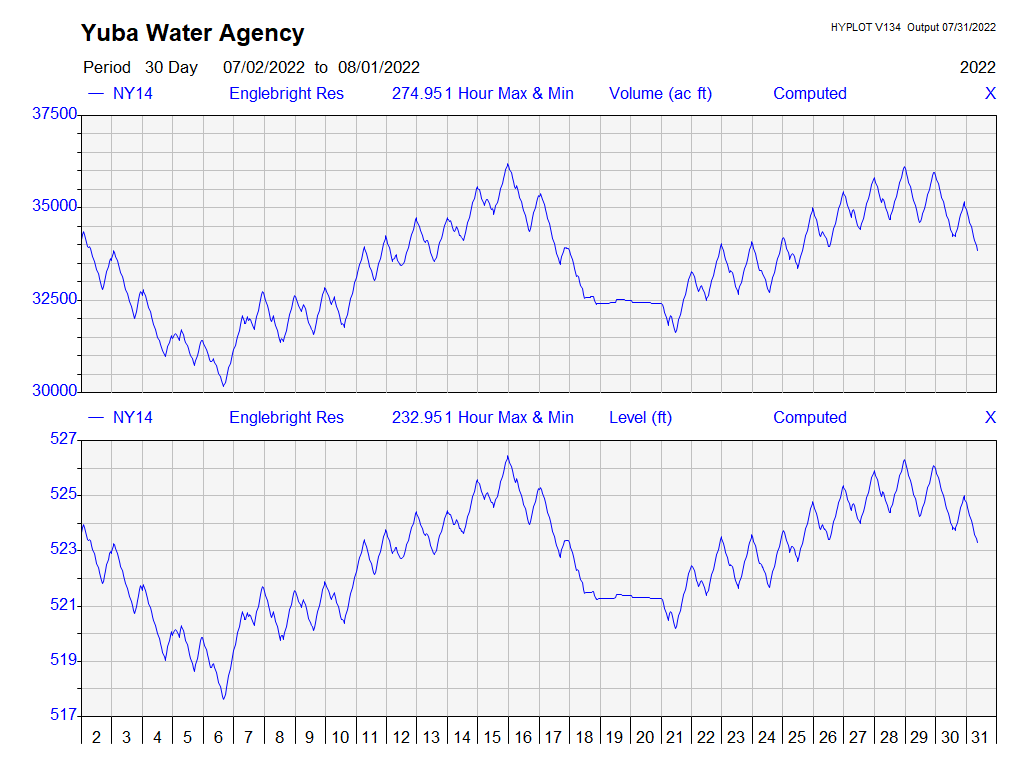 Yuba Water Agency
HYPLOT V134 Output 07/31/2022
Period 30 Day 07/02/2022 to 08/01/2022 2022
NY14 Englebright Res 274.951 Hour Max & Min Volume (ac ft) Computed X
37500
35000
32500
30000
NY14 Englebright Res 232.951 Hour Max & Min Level (ft) Computed X
527
525
523
521
519
517
2 3 4 5 6 7 8 9 10 11 12 13 14 15 16 17 18 19 20 21 22 23 24 25 26 27 28 29 30 31